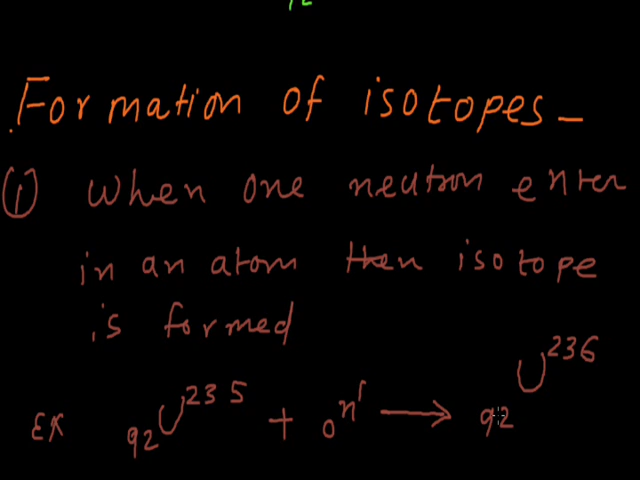 Formation of isotopes -
(1) When one neutron enter
in an atom then isotope
is formed
EX 92U235 + 0n1 → 92U236